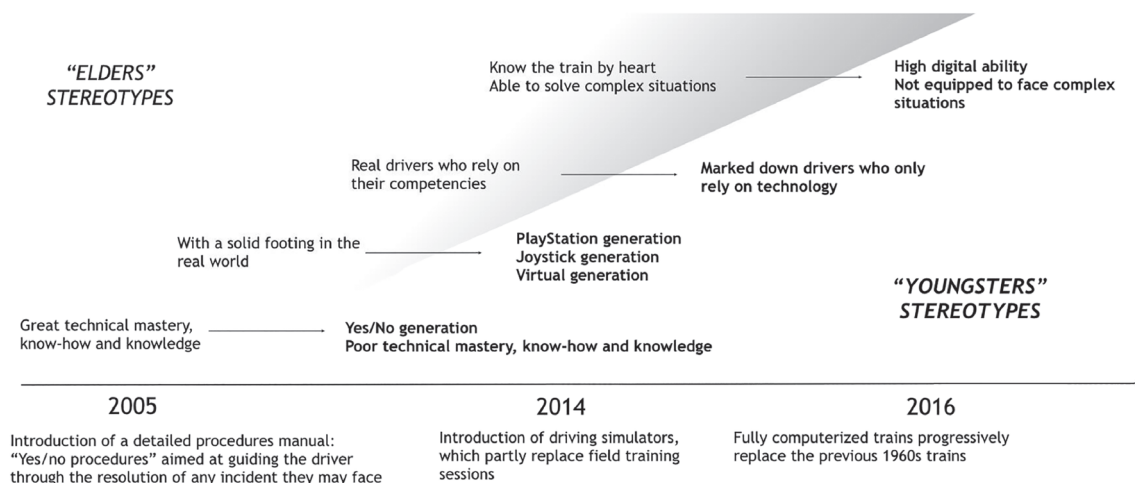 “ELDERS”
STEREOTYPES
Know the train by heart
Able to solve complex situations
High digital ability
Not equipped to face complex
situations
Real drivers who rely on
their competencies
Marked down drivers who only
rely on technology
With a solid footing in the
real world
PlayStation generation
Joystick generation
Virtual generation
“YOUNGSTERS”
STEREOTYPES
Great technical mastery,
know-how and knowledge
Yes/No generation
Poor technical mastery, know-how and knowledge
2005
Introduction of a detailed procedures manual:
“Yes/no procedures” aimed at guiding the driver
through the resolution of any incident they may face
2014
Introduction of driving simulators,
which partly replace field training
sessions
2016
Fully computerized trains progressively
replace the previous 1960s trains